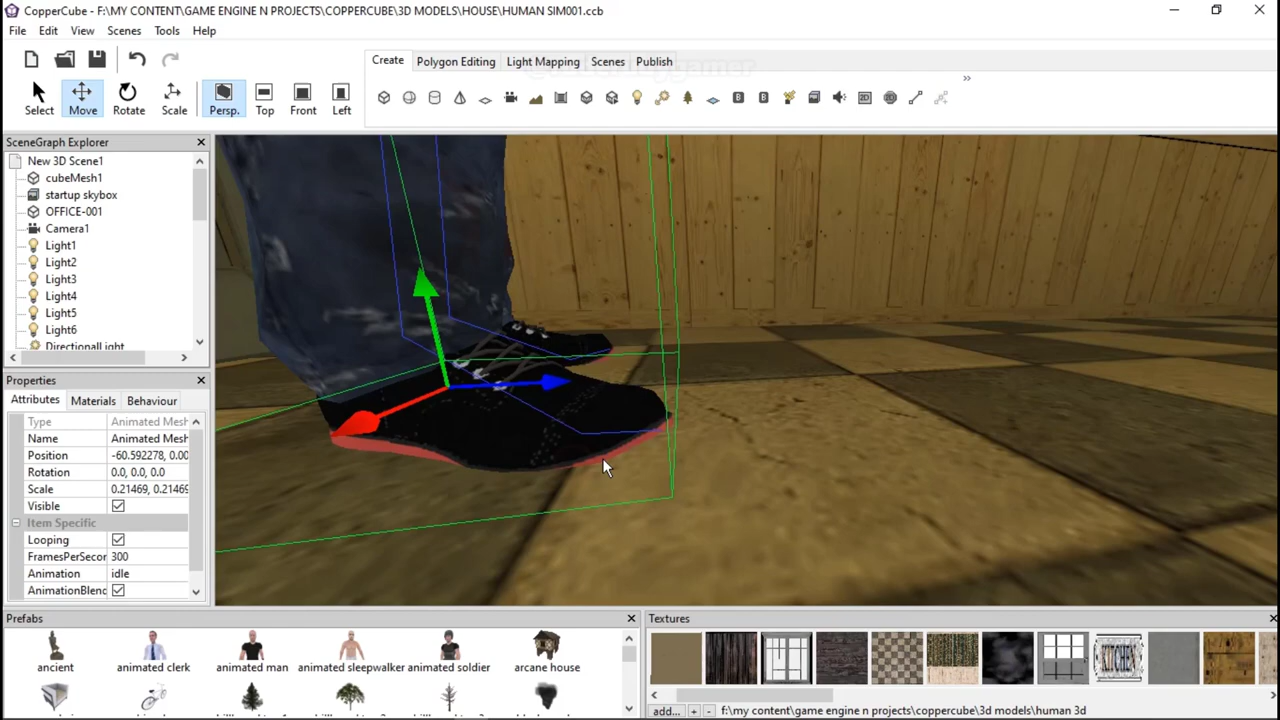 CopperCube - F:\MY CONTENT\GAME ENGINE N PROJECTS\COPPERCUBE\3D MODELS\HOUSE\HUMAN SIM001.ccb
File Edit View Scenes Tools Help
Create Polygon Editing Light Mapping Scenes Publish
Select Move Rotate Scale Persp. Top Front Left
SceneGraph Explorer
New 3D Scene1
cubeMesh1
startup skybox
OFFICE-001
Camera1
Light1
Light2
Light3
Light4
Light5
Light6
DirectionalLight
Properties
Attributes Materials Behaviour
Type Animated Mesh
Name Animated Mesh
Position -60.592278, 0.00
Rotation 0.0, 0.0, 0.0
Scale 0.21469, 0.21469
Visible
Item Specific
Looping
FramesPerSecor 300
Animation idle
AnimationBlenc
Prefabs
ancient animated clerk animated man animated sleepwalker animated soldier arcane house
Textures
KITCHEN
add... + - f:\my content\game engine n projects\coppercube\3d models\human 3d